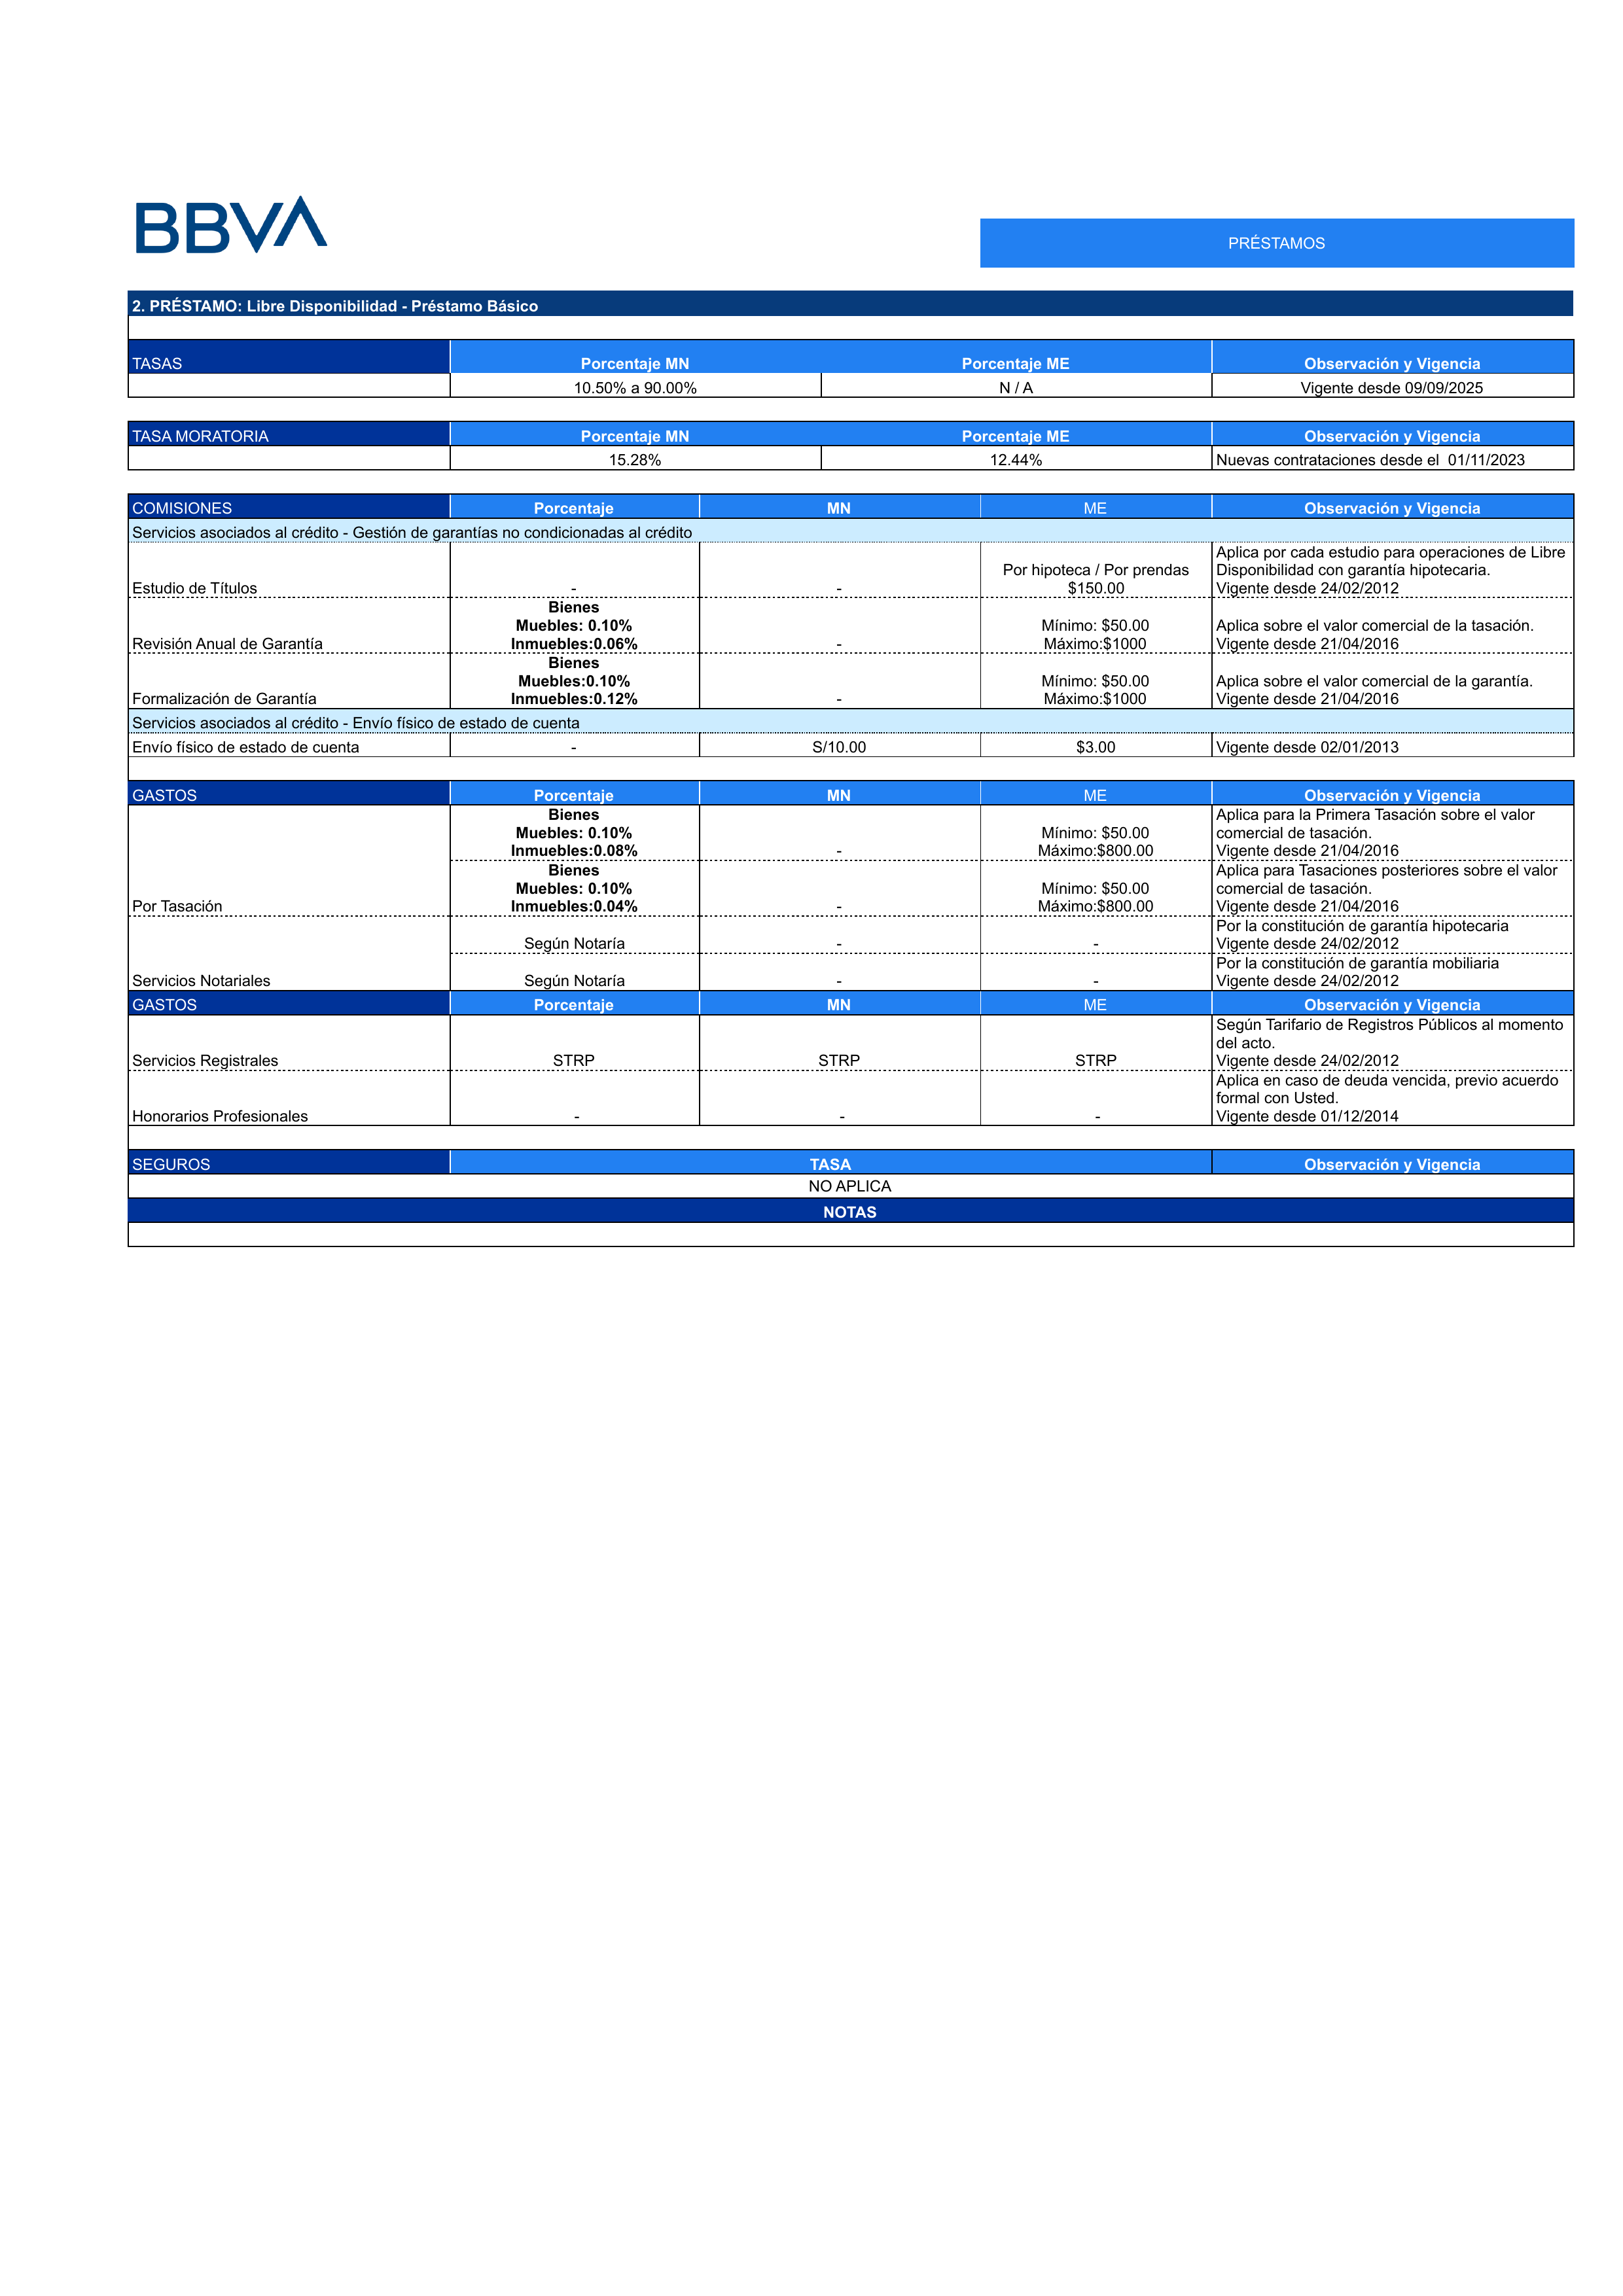 BBVA
PRÉSTAMOS
2. PRÉSTAMO: Libre Disponibilidad - Préstamo Básico
TASAS Porcentaje MN Porcentaje ME Observación y Vigencia
10.50% a 90.00% N / A Vigente desde 09/09/2025
TASA MORATORIA Porcentaje MN Porcentaje ME Observación y Vigencia
15.28% 12.44% Nuevas contrataciones desde el 01/11/2023
COMISIONES Porcentaje MN ME Observación y Vigencia
Servicios asociados al crédito - Gestión de garantías no condicionadas al crédito
Aplica por cada estudio para operaciones de Libre
Por hipoteca / Por prendas Disponibilidad con garantía hipotecaria.
Estudio de Títulos - - $150.00 Vigente desde 24/02/2012
Bienes
Muebles: 0.10% Mínimo: $50.00 Aplica sobre el valor comercial de la tasación.
Revisión Anual de Garantía Inmuebles:0.06% - Máximo:$1000 Vigente desde 21/04/2016
Bienes
Muebles:0.10% Mínimo: $50.00 Aplica sobre el valor comercial de la garantía.
Formalización de Garantía Inmuebles:0.12% - Máximo:$1000 Vigente desde 21/04/2016
Servicios asociados al crédito - Envío físico de estado de cuenta
Envío físico de estado de cuenta - S/10.00 $3.00 Vigente desde 02/01/2013
GASTOS Porcentaje MN ME Observación y Vigencia
Bienes Aplica para la Primera Tasación sobre el valor
Muebles: 0.10% Mínimo: $50.00 comercial de tasación.
Inmuebles:0.08% - Máximo:$800.00 Vigente desde 21/04/2016
Bienes Aplica para Tasaciones posteriores sobre el valor
Muebles: 0.10% Mínimo: $50.00 comercial de tasación.
Por Tasación Inmuebles:0.04% - Máximo:$800.00 Vigente desde 21/04/2016
Por la constitución de garantía hipotecaria
Según Notaría - - Vigente desde 24/02/2012
Por la constitución de garantía mobiliaria
Servicios Notariales Según Notaría - - Vigente desde 24/02/2012
GASTOS Porcentaje MN ME Observación y Vigencia
Según Tarifario de Registros Públicos al momento
del acto.
Servicios Registrales STRP STRP STRP Vigente desde 24/02/2012
Aplica en caso de deuda vencida, previo acuerdo
formal con Usted.
Honorarios Profesionales - - - Vigente desde 01/12/2014
SEGUROS TASA Observación y Vigencia
NO APLICA
NOTAS